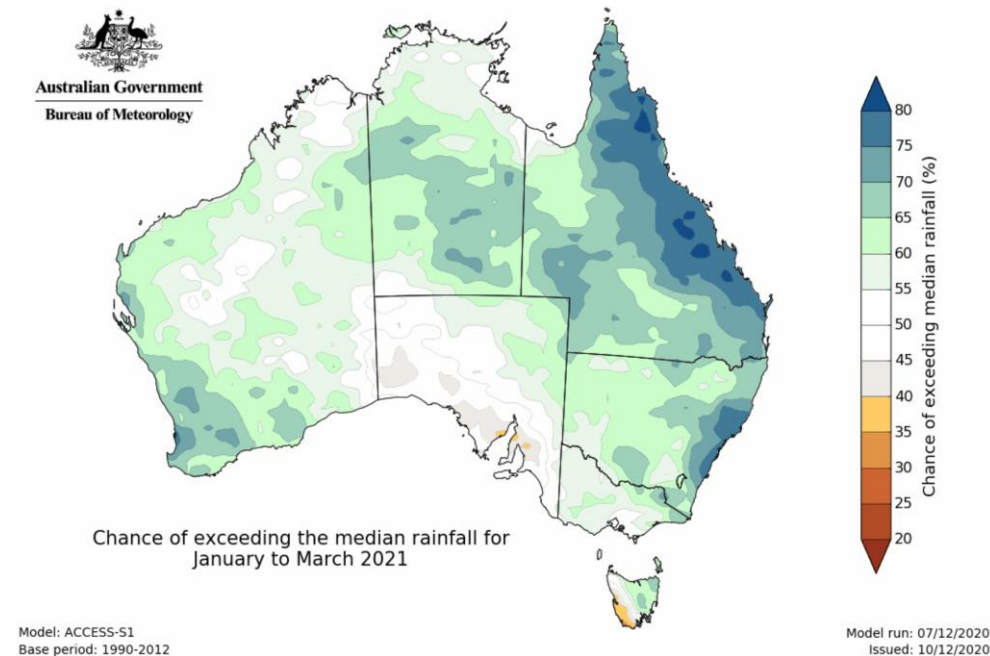 Australian Government
Bureau of Meteorology
80
75
70
65
60
55
50
45
40
35
30
25
20
Chance of exceeding median rainfall (%)
Chance of exceeding the median rainfall for
January to March 2021
Model: ACCESS-S1
Base period: 1990-2012
Model run: 07/12/2020
Issued: 10/12/2020